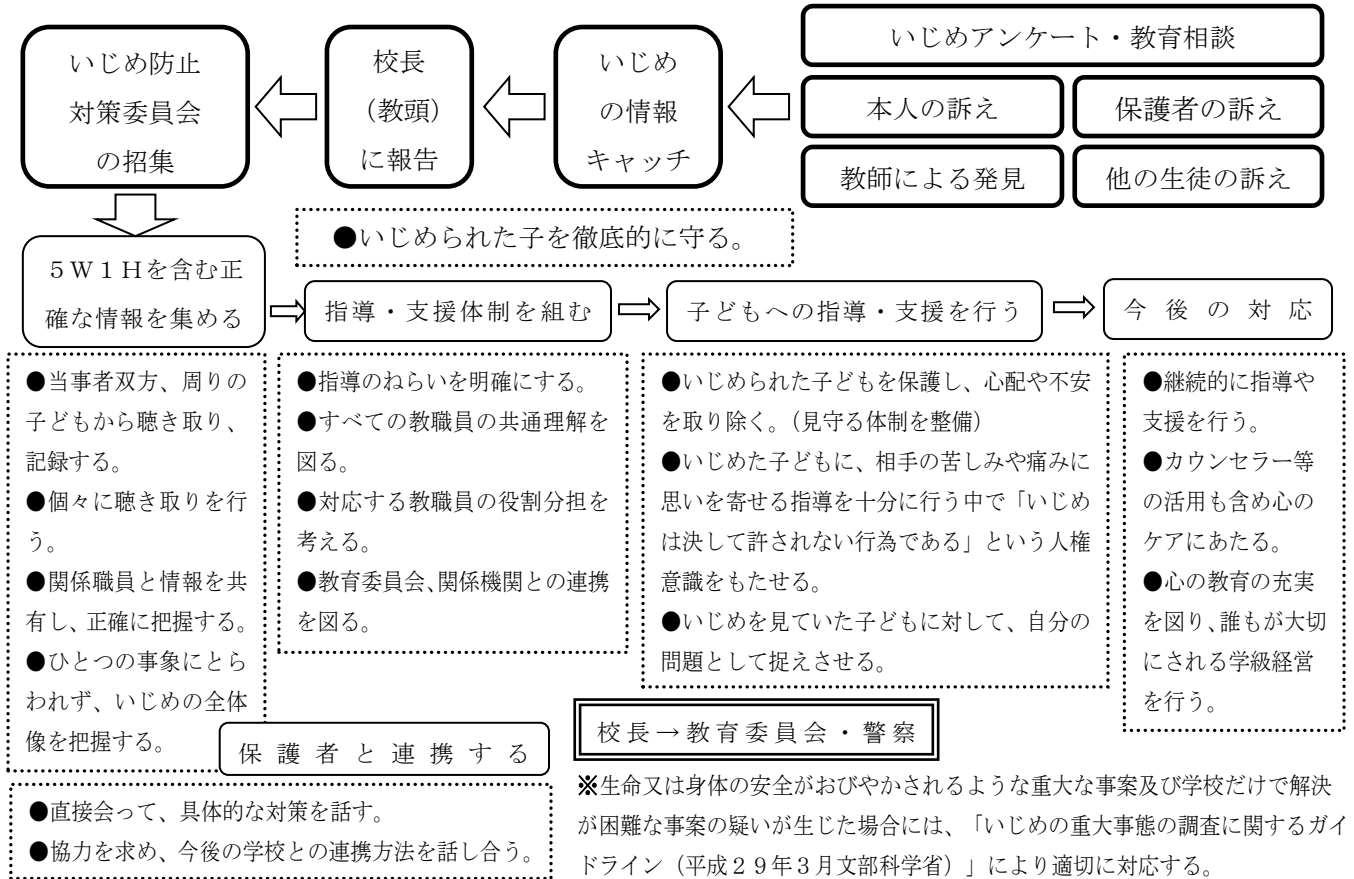 いじめアンケート・教育相談
本人の訴え
保護者の訴え
教師による発見
他の生徒の訴え
いじめ
の情報
キャッチ
校長
（教頭）
に報告
いじめ防止
対策委員会
の招集
●いじめられた子を徹底的に守る。
５Ｗ１Ｈを含む正
確な情報を集める
指導・支援体制を組む
子どもへの指導・支援を行う
今後の対応
●当事者双方、周りの
子どもから聴き取り、
記録する。
●個々に聴き取りを行
う。
●関係職員と情報を共
有し、正確に把握する。
●ひとつの事象にとら
われず、いじめの全体
像を把握する。
●指導のねらいを明確にする。
●すべての教職員の共通理解を
図る。
●対応する教職員の役割分担を
考える。
●教育委員会、関係機関との連携
を図る。
●いじめられた子どもを保護し、心配や不安
を取り除く。（見守る体制を整備）
●いじめた子どもに、相手の苦しみや痛みに
思いを寄せる指導を十分に行う中で「いじめ
は決して許されない行為である」という人権
意識をもたせる。
●いじめを見ていた子どもに対して、自分の
問題として捉えさせる。
●継続的に指導や
支援を行う。
●カウンセラー等
の活用も含め心の
ケアにあたる。
●心の教育の充実
を図り、誰もが大切
にされる学級経営
を行う。
保護者と連携する
●直接会って、具体的な対策を話す。
●協力を求め、今後の学校との連携方法を話し合う。
校長→教育委員会・警察
※生命又は身体の安全がおびやかされるような重大な事案及び学校だけで解決
が困難な事案の疑いが生じた場合には、「いじめの重大事態の調査に関するガイ
ドライン（平成２９年３月文部科学省）」により適切に対応する。